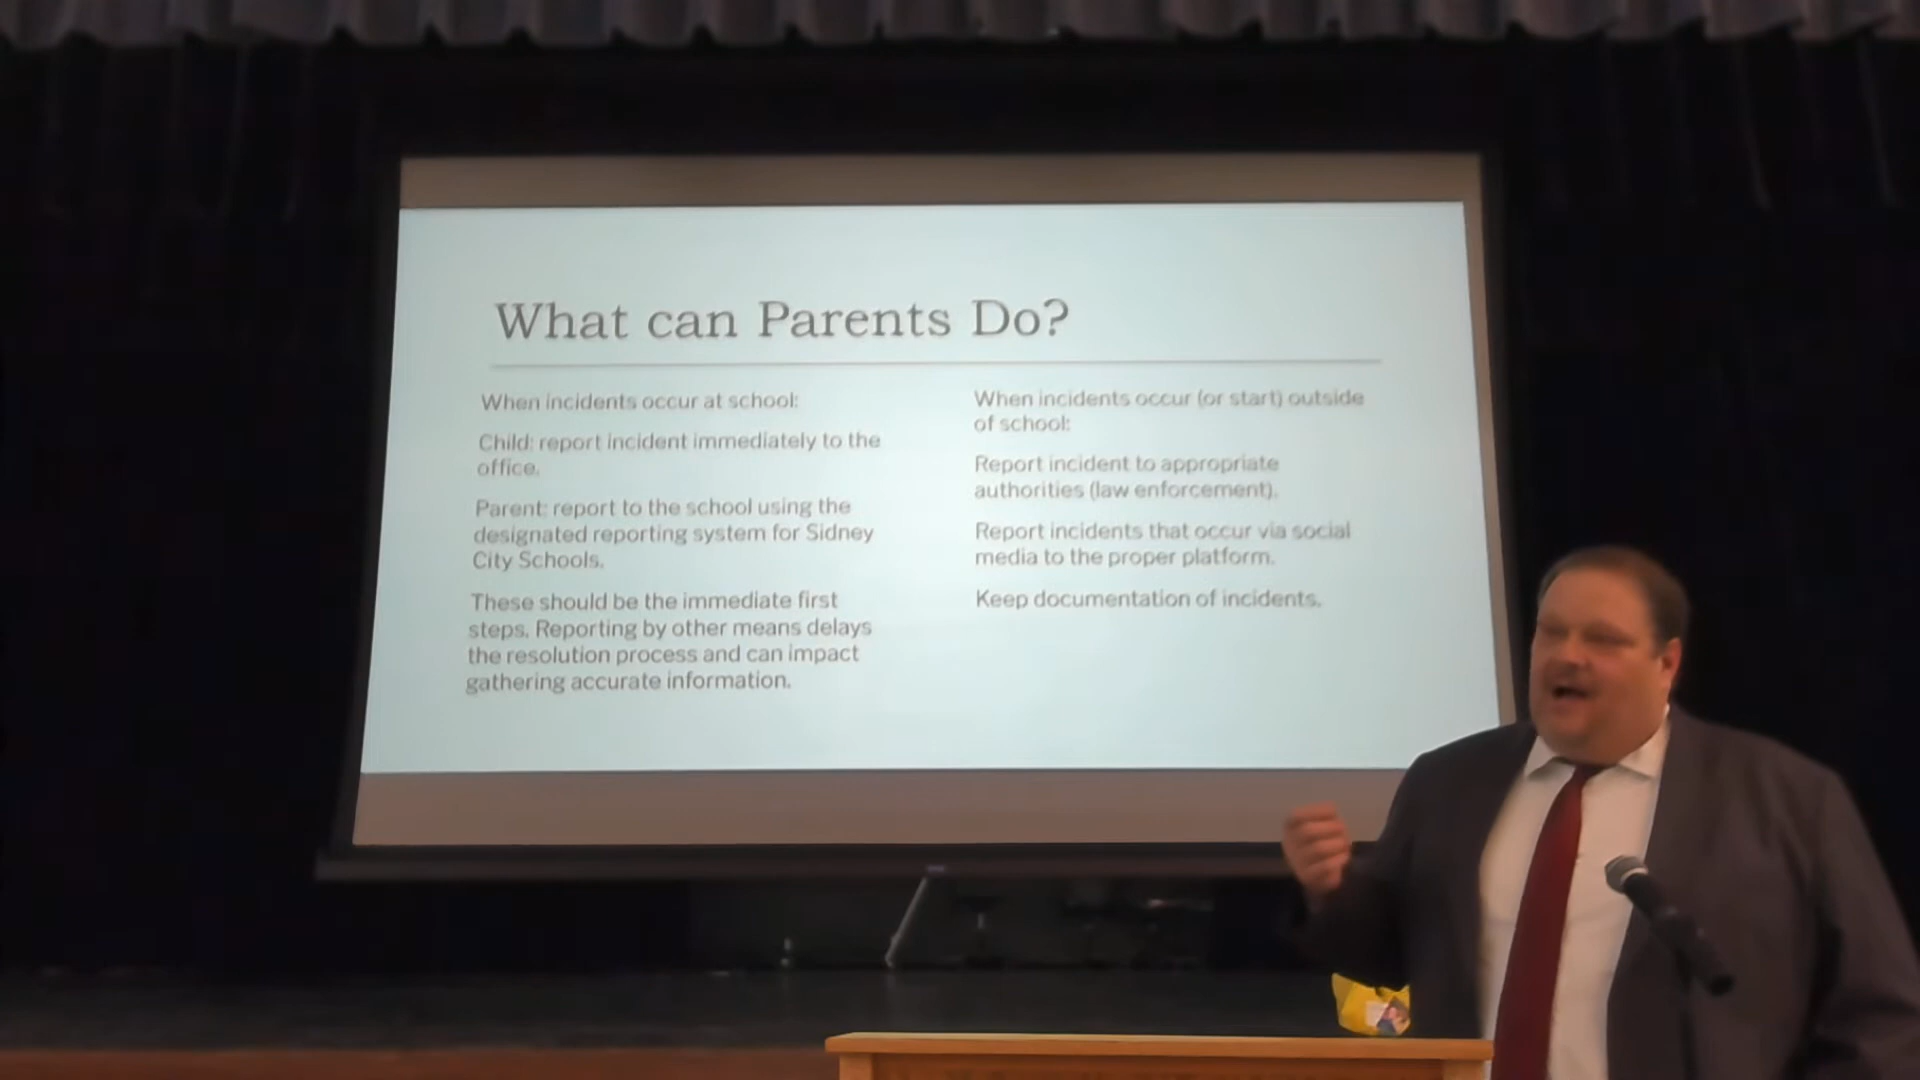 What can Parents Do?
When incidents occur at school:
Child: report incident immediately to the
office.
Parent: report to the school using the
designated reporting system for Sidney
City Schools.
These should be the immediate first
steps. Reporting by other means delays
the resolution process and can impact
gathering accurate information.
When incidents occur (or start) outside
of school:
Report incident to appropriate
authorities (law enforcement).
Report incidents that occur via social
media to the proper platform.
Keep documentation of incidents.